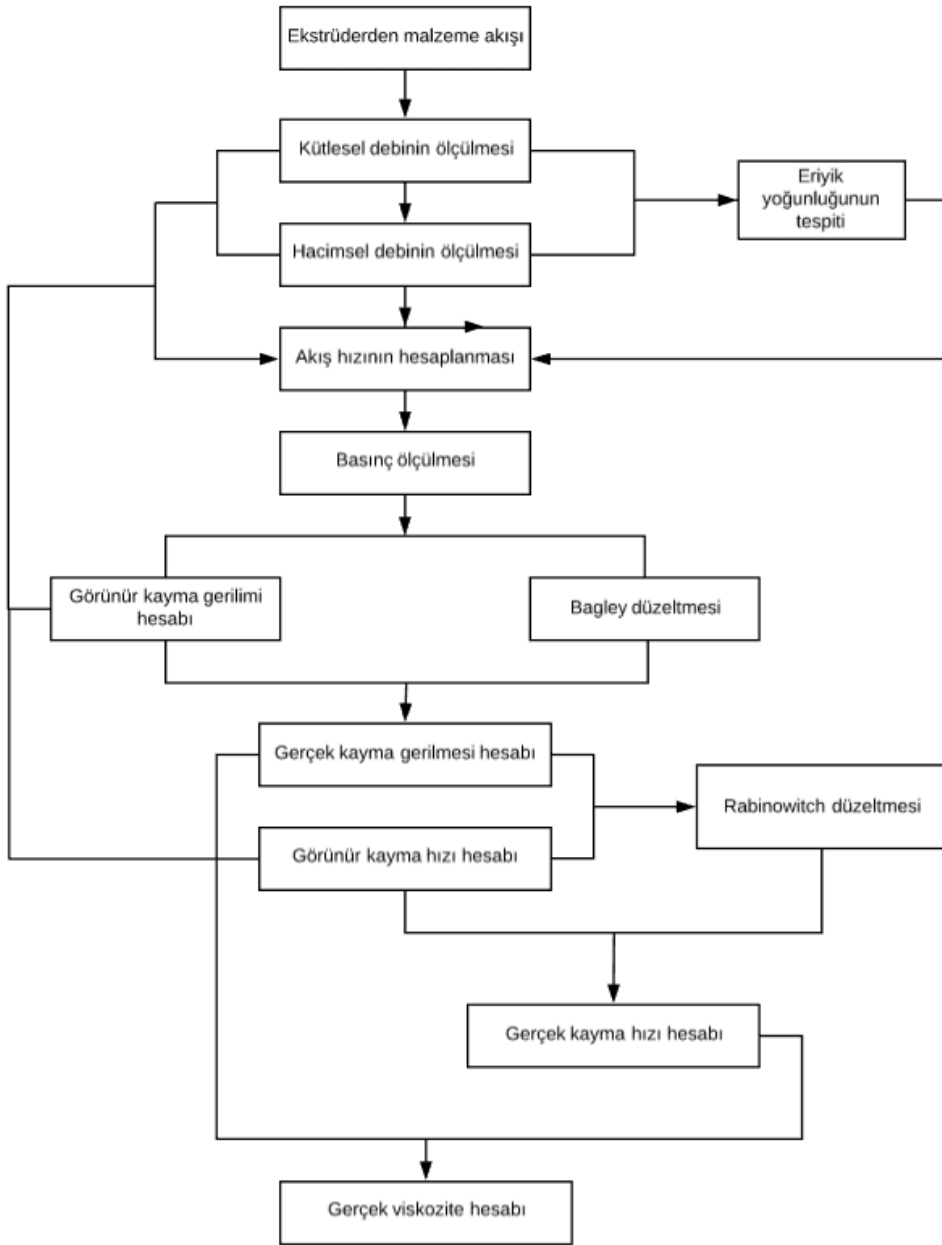 Ekstrüderden malzeme akışı
Kütlesel debinin ölçülmesi
Eriyik
yoğunluğunun
tespiti
Hacimsel debinin ölçülmesi
Akış hızının hesaplanması
Basınç ölçülmesi
Görünür kayma gerilimi
hesabı
Bagley düzeltmesi
Gerçek kayma gerilmesi hesabı
Rabinowitch düzeltmesi
Görünür kayma hızı hesabı
Gerçek kayma hızı hesabı
Gerçek viskozite hesabı